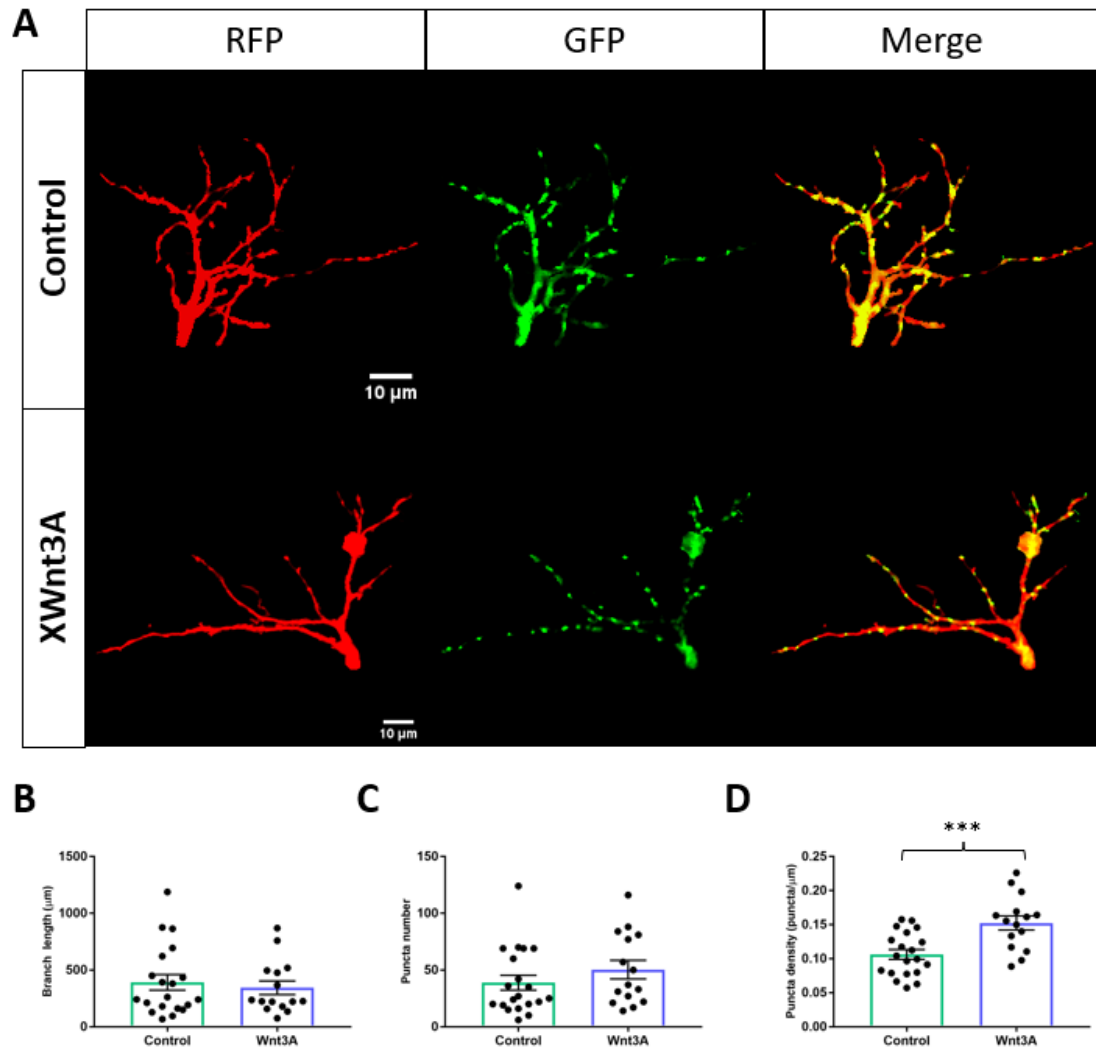 A
RFP GFP Merge
Control
10 µm
XWnt3A
10 µm
B
C
D
***
Branch length (µm)
1500
1000
500
0
Control Wnt3A
Puncta number
150
100
50
0
Control Wnt3A
Puncta density (puncta/µm)
0.25
0.20
0.15
0.10
0.05
0.00
Control Wnt3A